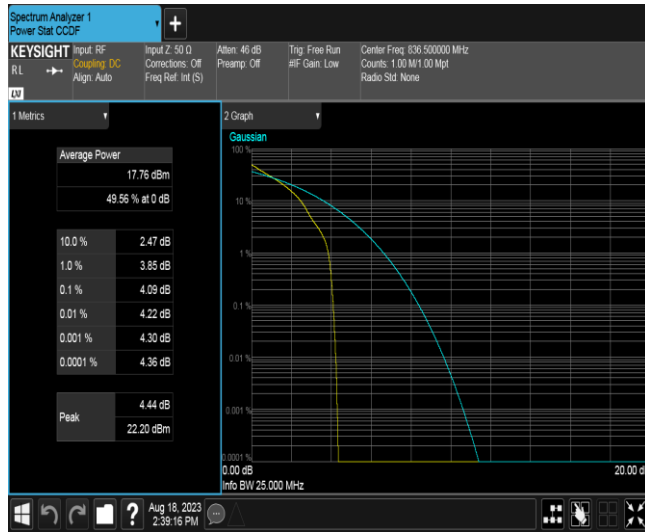 Spectrum Analyzer 1
Power Stat CCDF
+
KEYSIGHT
Input: RF
Coupling: DC
Align: Auto
Input Z: 50 Ω
Corrections: Off
Freq Ref: Int (S)
Atten: 46 dB
Preamp: Off
Trig: Free Run
#IF Gain: Low
Center Freq: 836.500000 MHz
Counts: 1.00 M/1.00 Mpt
Radio Std: None
R L
LXI
1 Metrics
Average Power
17.76 dBm
49.56 % at 0 dB
10.0 % 2.47 dB
1.0 % 3.85 dB
0.1 % 4.09 dB
0.01 % 4.22 dB
0.001 % 4.30 dB
0.0001 % 4.36 dB
Peak
4.44 dB
22.20 dBm
2 Graph
Gaussian
100 %
10 %
1 %
0.1 %
0.01 %
0.001 %
0.0001 %
0.00 dB
20.00 d
Info BW 25.000 MHz
?
Aug 18, 2023
2:39:16 PM